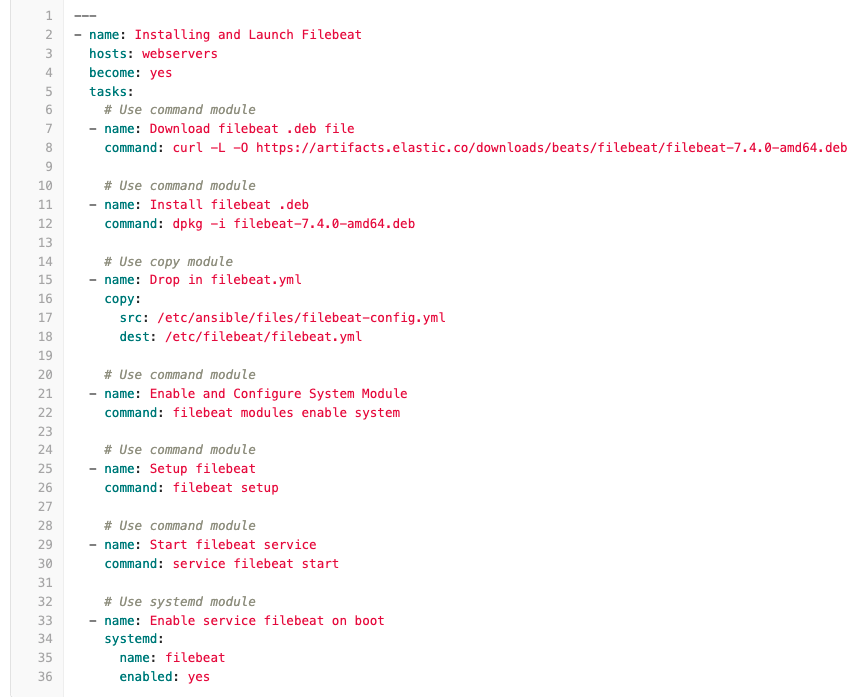 1 ---
2 - name: Installing and Launch Filebeat
3   hosts: webservers
4   become: yes
5   tasks:
6     # Use command module
7   - name: Download filebeat .deb file
8     command: curl -L -O https://artifacts.elastic.co/downloads/beats/filebeat/filebeat-7.4.0-amd64.deb
9
10     # Use command module
11   - name: Install filebeat .deb
12     command: dpkg -i filebeat-7.4.0-amd64.deb
13
14     # Use copy module
15   - name: Drop in filebeat.yml
16     copy:
17       src: /etc/ansible/files/filebeat-config.yml
18       dest: /etc/filebeat/filebeat.yml
19
20     # Use command module
21   - name: Enable and Configure System Module
22     command: filebeat modules enable system
23
24     # Use command module
25   - name: Setup filebeat
26     command: filebeat setup
27
28     # Use command module
29   - name: Start filebeat service
30     command: service filebeat start
31
32     # Use systemd module
33   - name: Enable service filebeat on boot
34     systemd:
35       name: filebeat
36       enabled: yes